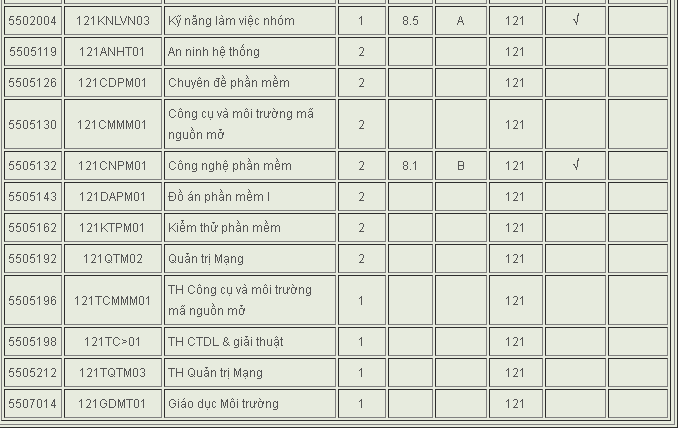 5502004 121KNLVN03 Kỹ năng làm việc nhóm 1 8.5 A 121 √
5505119 121ANHT01 An ninh hệ thống 2 121
5505126 121CDPM01 Chuyên đề phần mềm 2 121
5505130 121CMMM01 Công cụ và môi trường mã
nguồn mở 2 121
5505132 121CNPM01 Công nghệ phần mềm 2 8.1 B 121 √
5505143 121DAPM01 Đồ án phần mềm I 2 121
5505162 121KTPM01 Kiểm thử phần mềm 2 121
5505192 121QTM02 Quản trị Mạng 2 121
5505196 121TCMMM01 TH Công cụ và môi trường
mã nguồn mở 1 121
5505198 121TC>01 TH CTDL & giải thuật 1 121
5505212 121TQTM03 TH Quản trị Mạng 1 121
5507014 121GDMT01 Giáo dục Môi trường 1 121